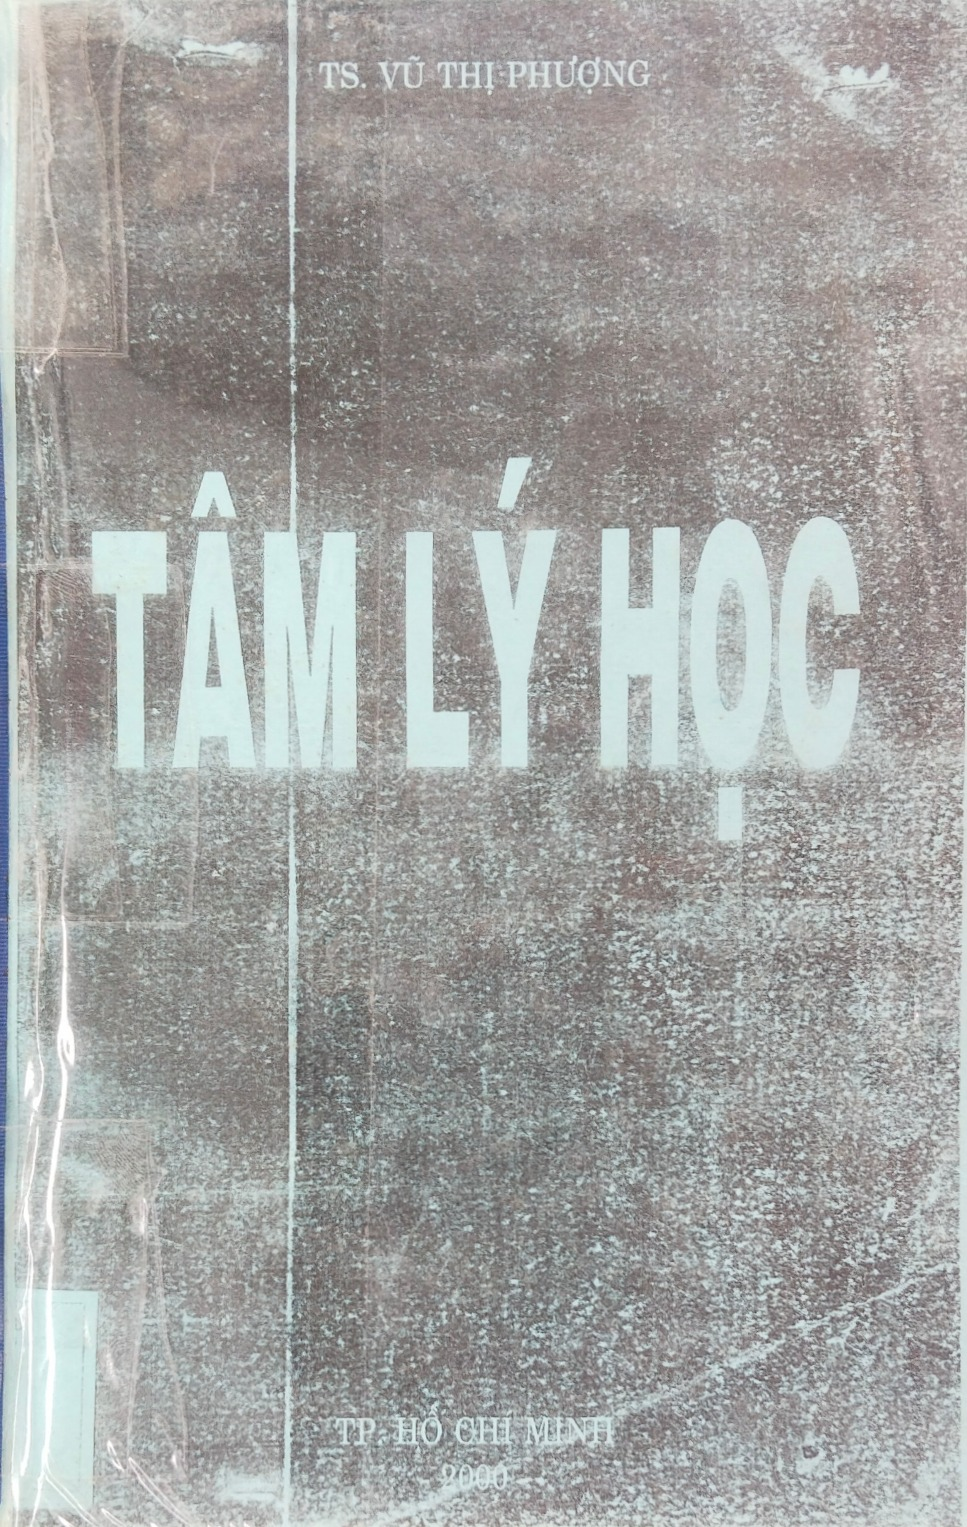 TS. VŨ THỊ PHƯỢNG
TÂM LÝ HỌC
TP. HỒ CHÍ MINH
- 2000 -